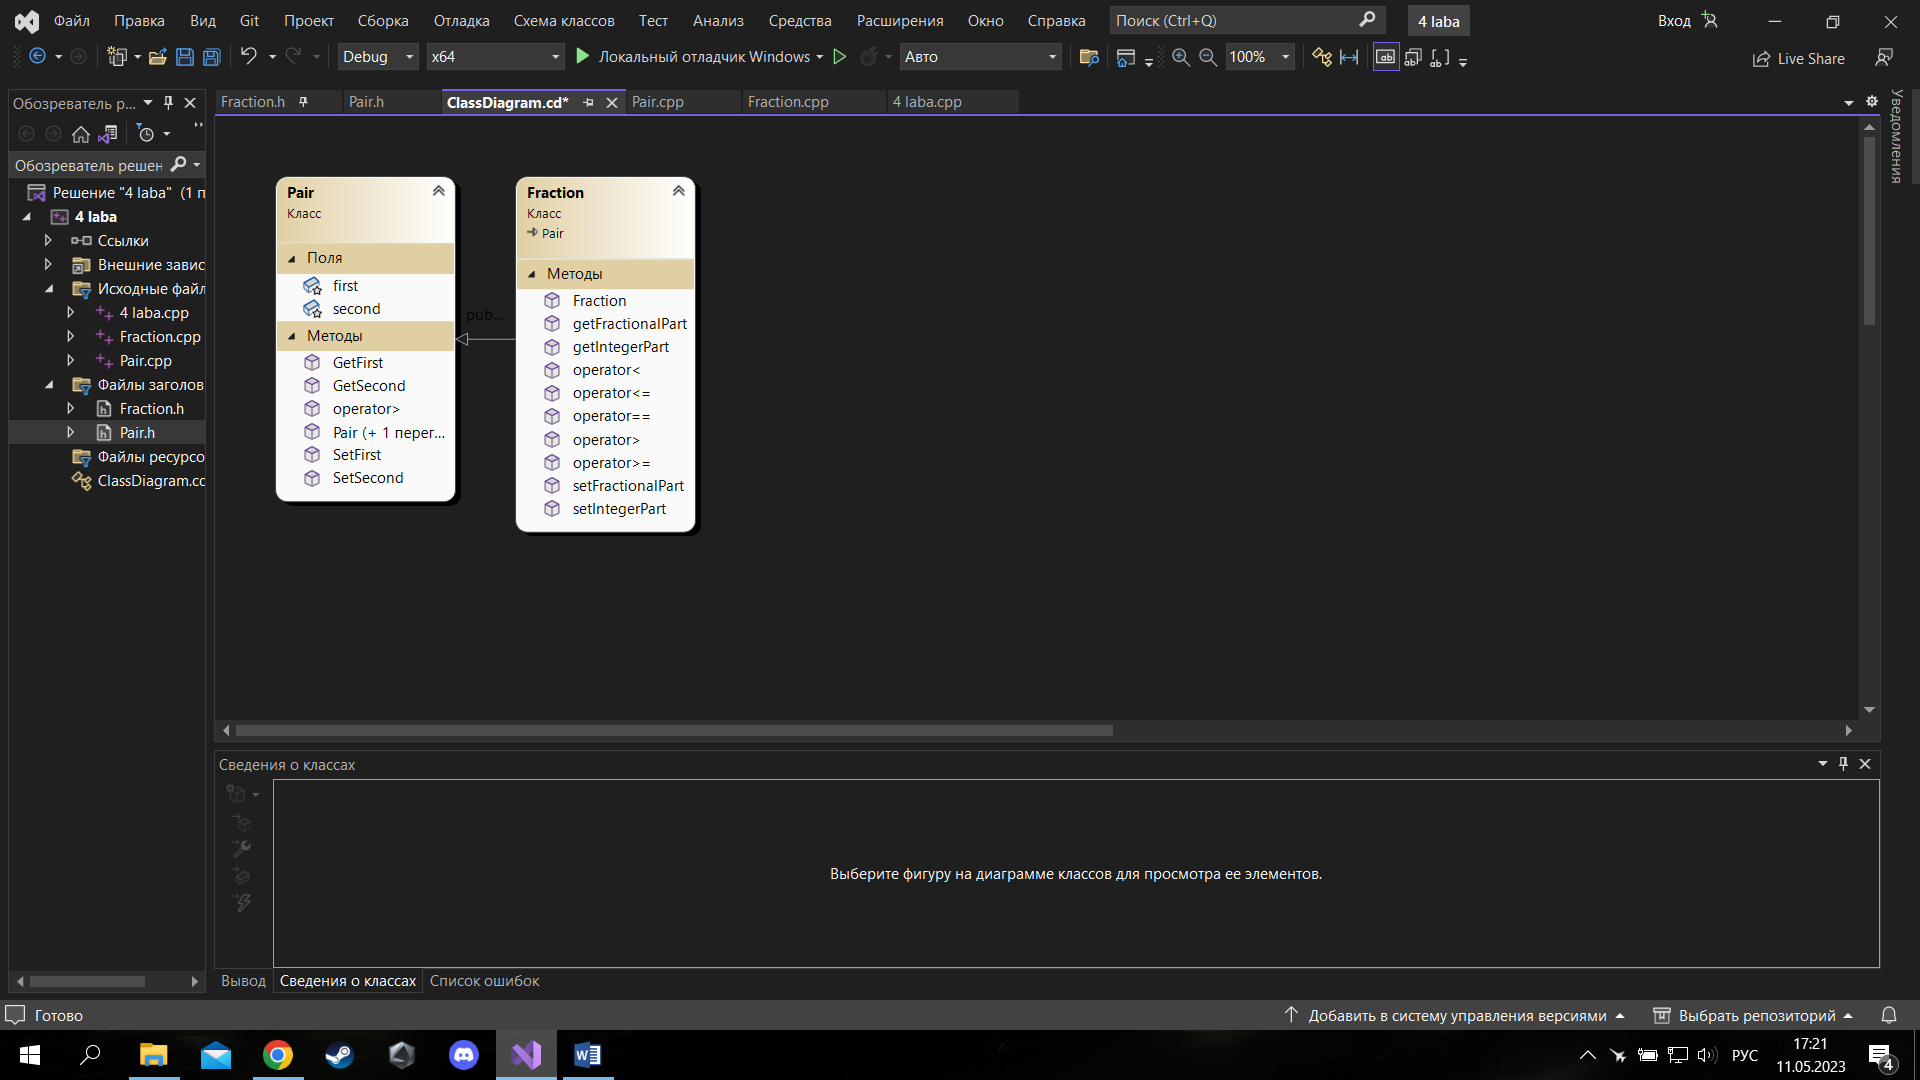 Файл Правка Вид Git Проект Сборка Отладка Схема классов Тест Анализ Средства Расширения Окно Справка Поиск (Ctrl+Q) 4 laba Вход
Debug x64 Локальный отладчик Windows Авто 100% Live Share
Обозреватель р...
Fraction.h Pair.h ClassDiagram.cd* Pair.cpp Fraction.cpp 4 laba.cpp
Уведомления
Обозреватель решен
Решение "4 laba" (1 п
4 laba
Ссылки
Внешние завис
Исходные файл
4 laba.cpp
Fraction.cpp
Pair.cpp
Файлы заголов
Fraction.h
Pair.h
Файлы ресурсо
ClassDiagram.cd
Pair
Класс
Поля
first
second
Методы
GetFirst
GetSecond
operator>
Pair (+ 1 перег...
SetFirst
SetSecond
pub...
Fraction
Класс
Pair
Методы
Fraction
getFractionalPart
getIntegerPart
operator<
operator<=
operator==
operator>
operator>=
setFractionalPart
setIntegerPart
Сведения о классах
Выберите фигуру на диаграмме классов для просмотра ее элементов.
Вывод Сведения о классах Список ошибок
Готово Добавить в систему управления версиями Выбрать репозиторий
РУС
17:21
11.05.2023
4